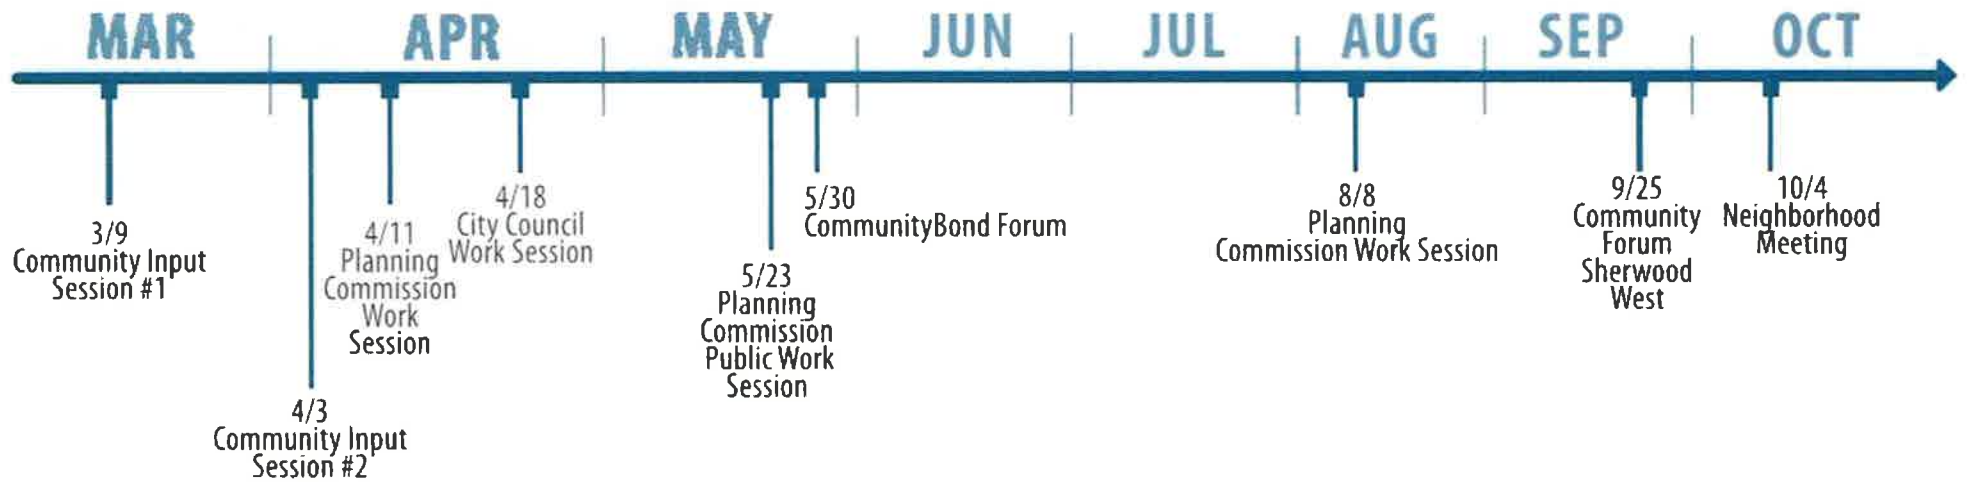 MAR
APR
MAY
JUN
JUL
AUG
SEP
OCT
3/9
Community Input
Session #1
4/3
Community Input
Session #2
4/11
Planning
Commission
Work
Session
4/18
City Council
Work Session
5/23
Planning
Commission
Public Work
Session
5/30
CommunityBond Forum
8/8
Planning
Commission Work Session
9/25
Community
Forum
Sherwood
West
10/4
Neighborhood
Meeting